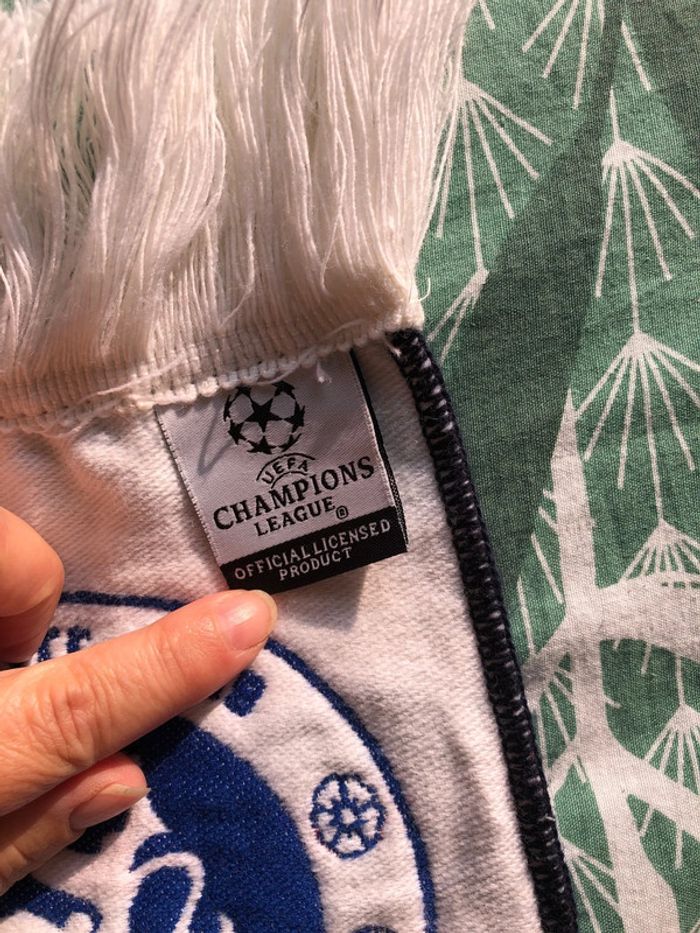 UEFA
CHAMPIONS
LEAGUE®
OFFICIAL LICENSED
PRODUCT